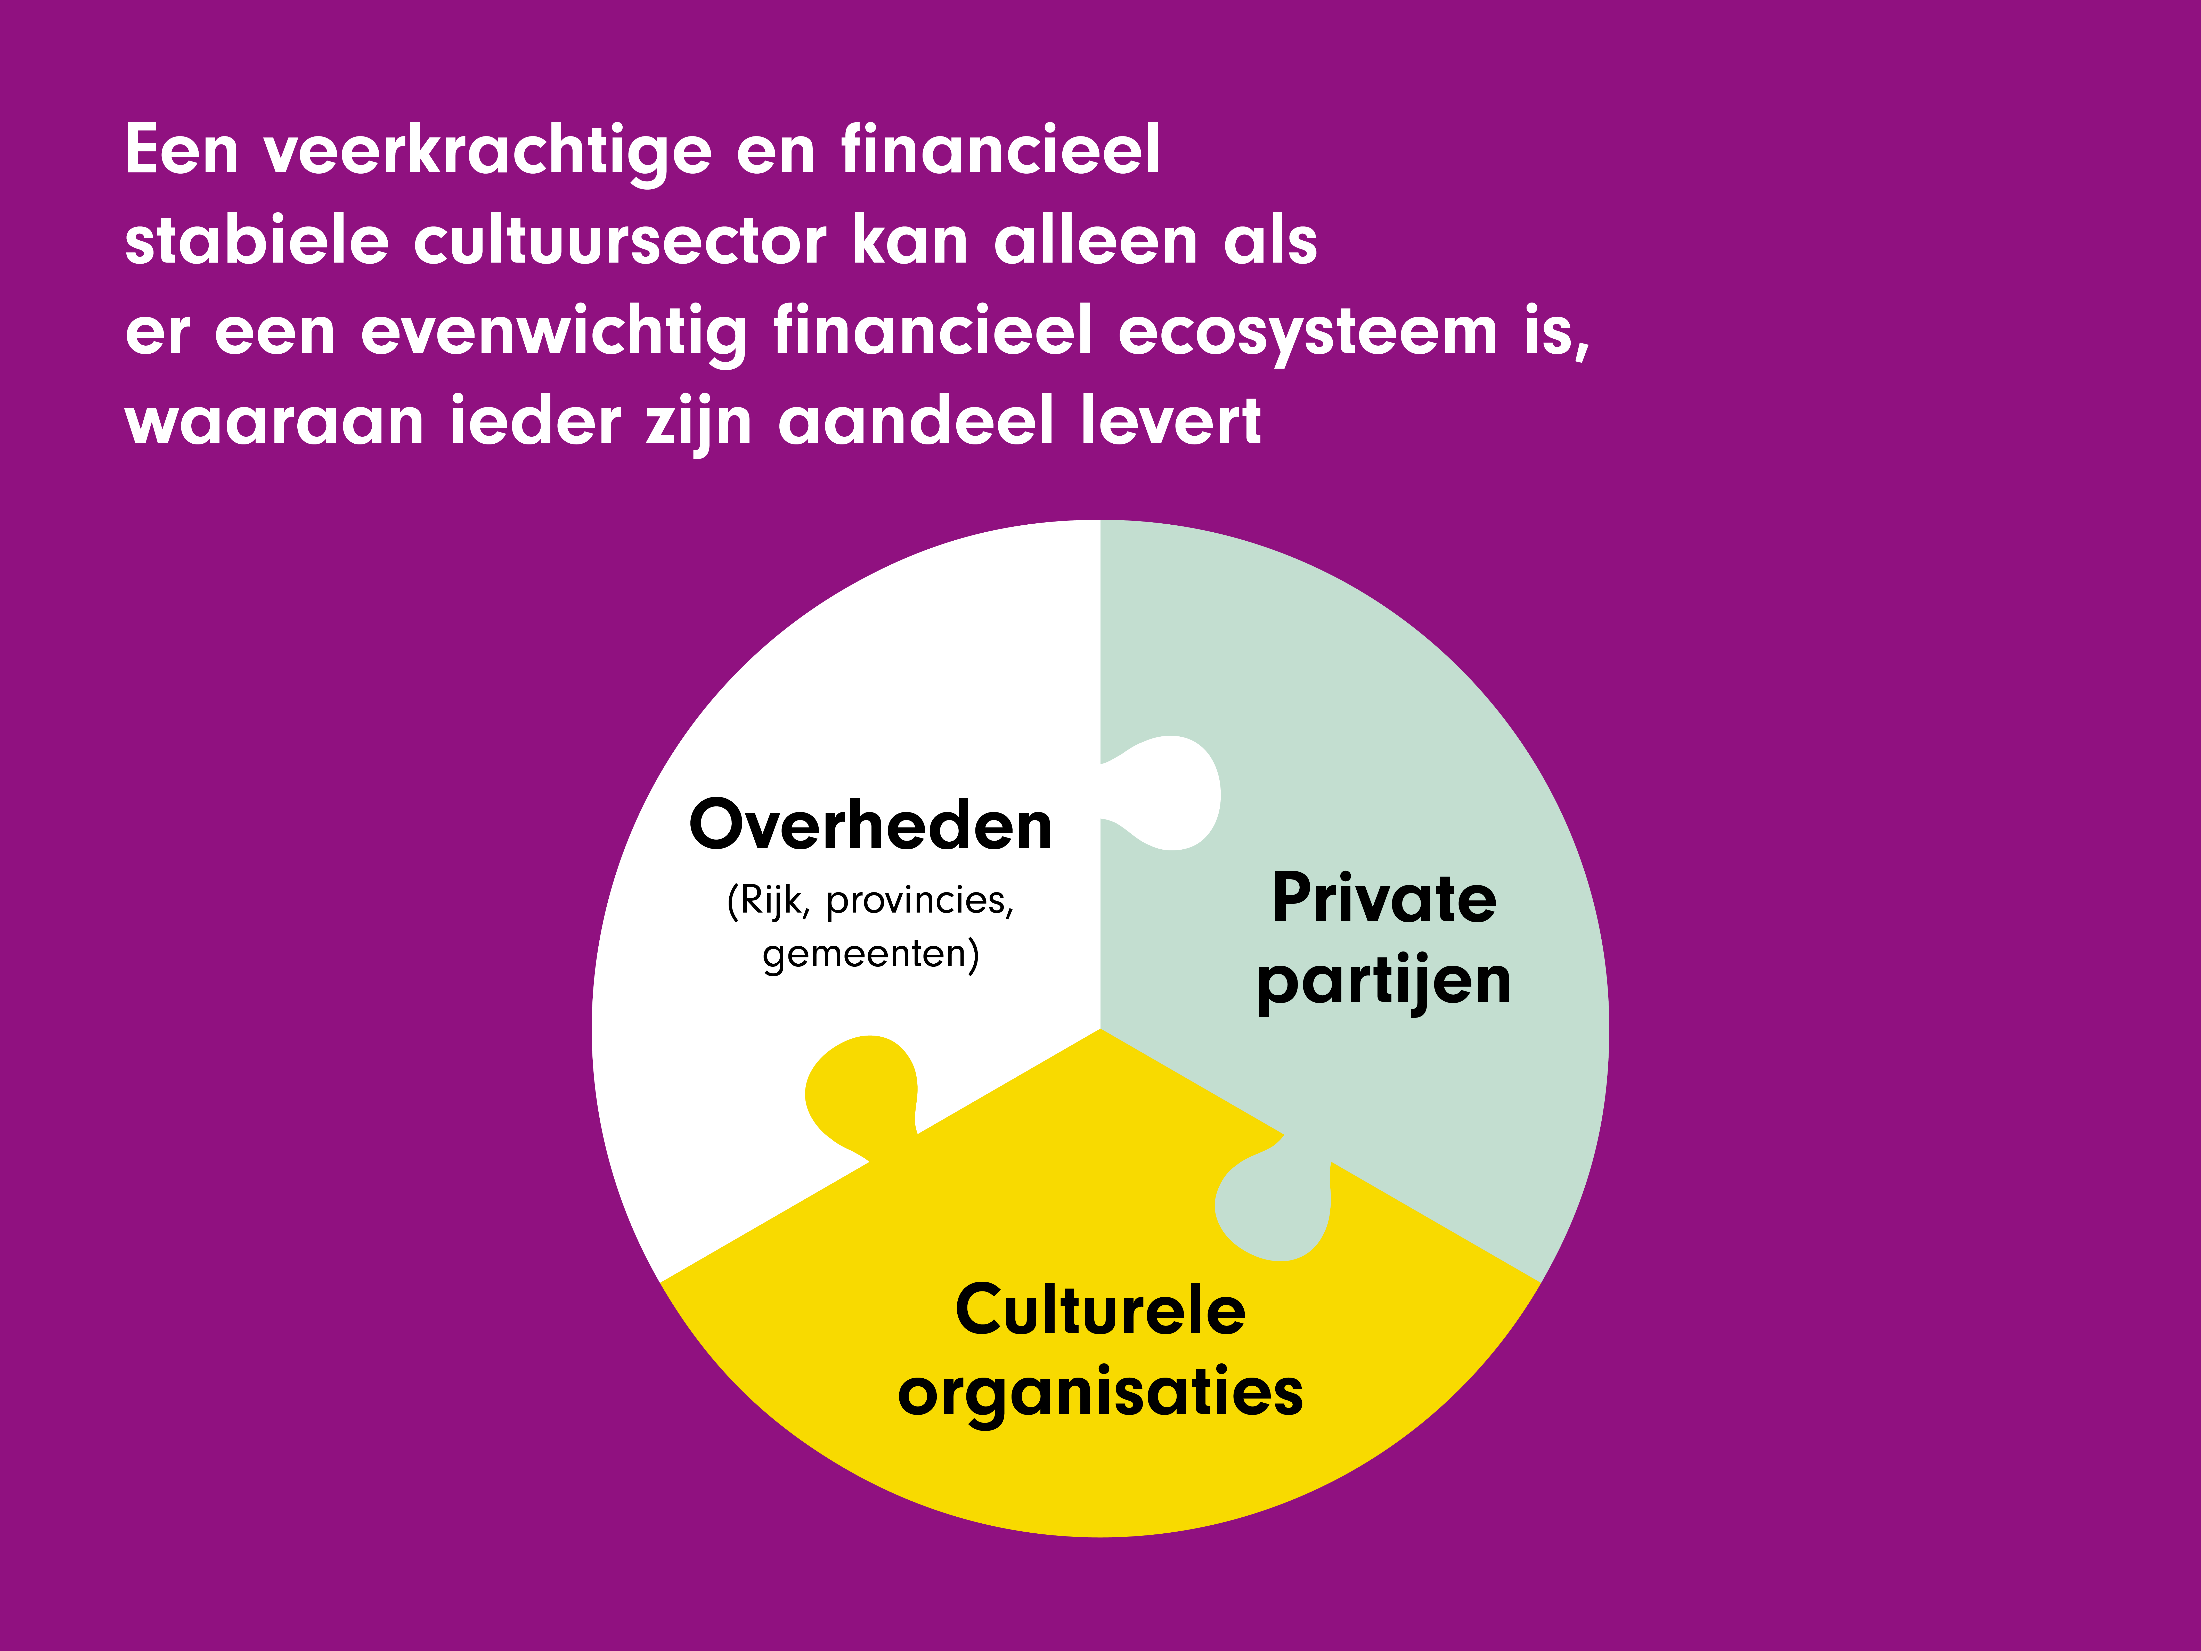 Een veerkrachtige en financieel
stabiele cultuursector kan alleen als
er een evenwichtig financieel ecosysteem is,
waaraan ieder zijn aandeel levert
Overheden
(Rijk, provincies,
gemeenten)
Private
partijen
Culturele
organisaties